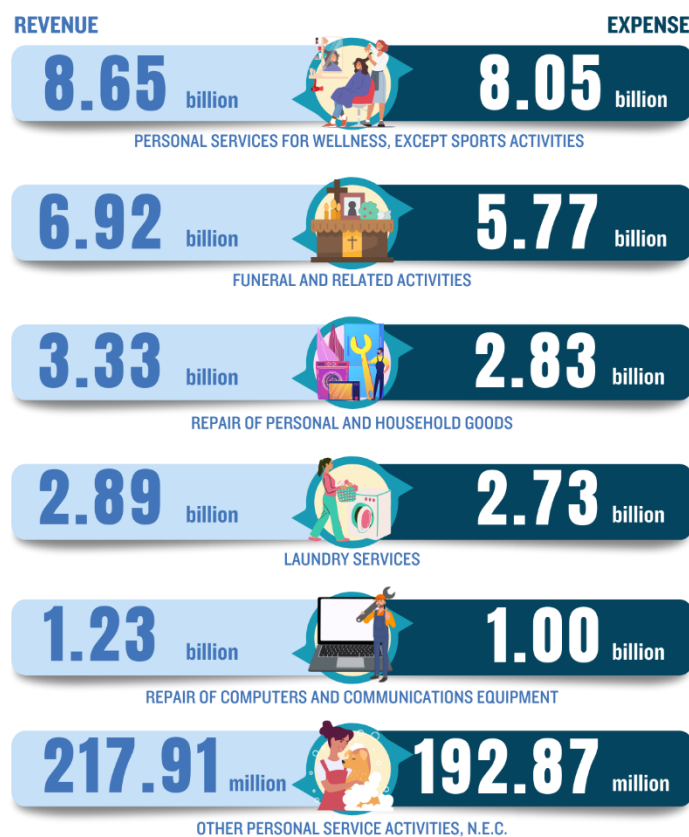 REVENUE EXPENSE
8.65 billion 8.05 billion
PERSONAL SERVICES FOR WELLNESS, EXCEPT SPORTS ACTIVITIES
6.92 billion 5.77 billion
FUNERAL AND RELATED ACTIVITIES
3.33 billion 2.83 billion
REPAIR OF PERSONAL AND HOUSEHOLD GOODS
2.89 billion 2.73 billion
LAUNDRY SERVICES
1.23 billion 1.00 billion
REPAIR OF COMPUTERS AND COMMUNICATIONS EQUIPMENT
217.91 million 192.87 million
OTHER PERSONAL SERVICE ACTIVITIES, N.E.C.